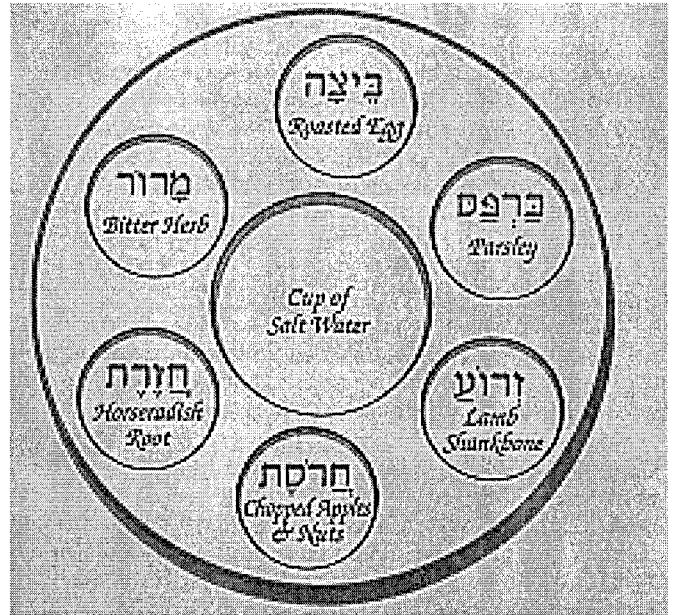 בֵּיצָה
Roasted Egg
מָרוֹר
Bitter Herb
כַּרְפַּס
Parsley
Cup of
Salt Water
חֲזֶרֶת
Horseradish
Root
זְרוֹעַ
Lamb
Shankbone
חֲרֹסֶת
Chopped Apples
& Nuts